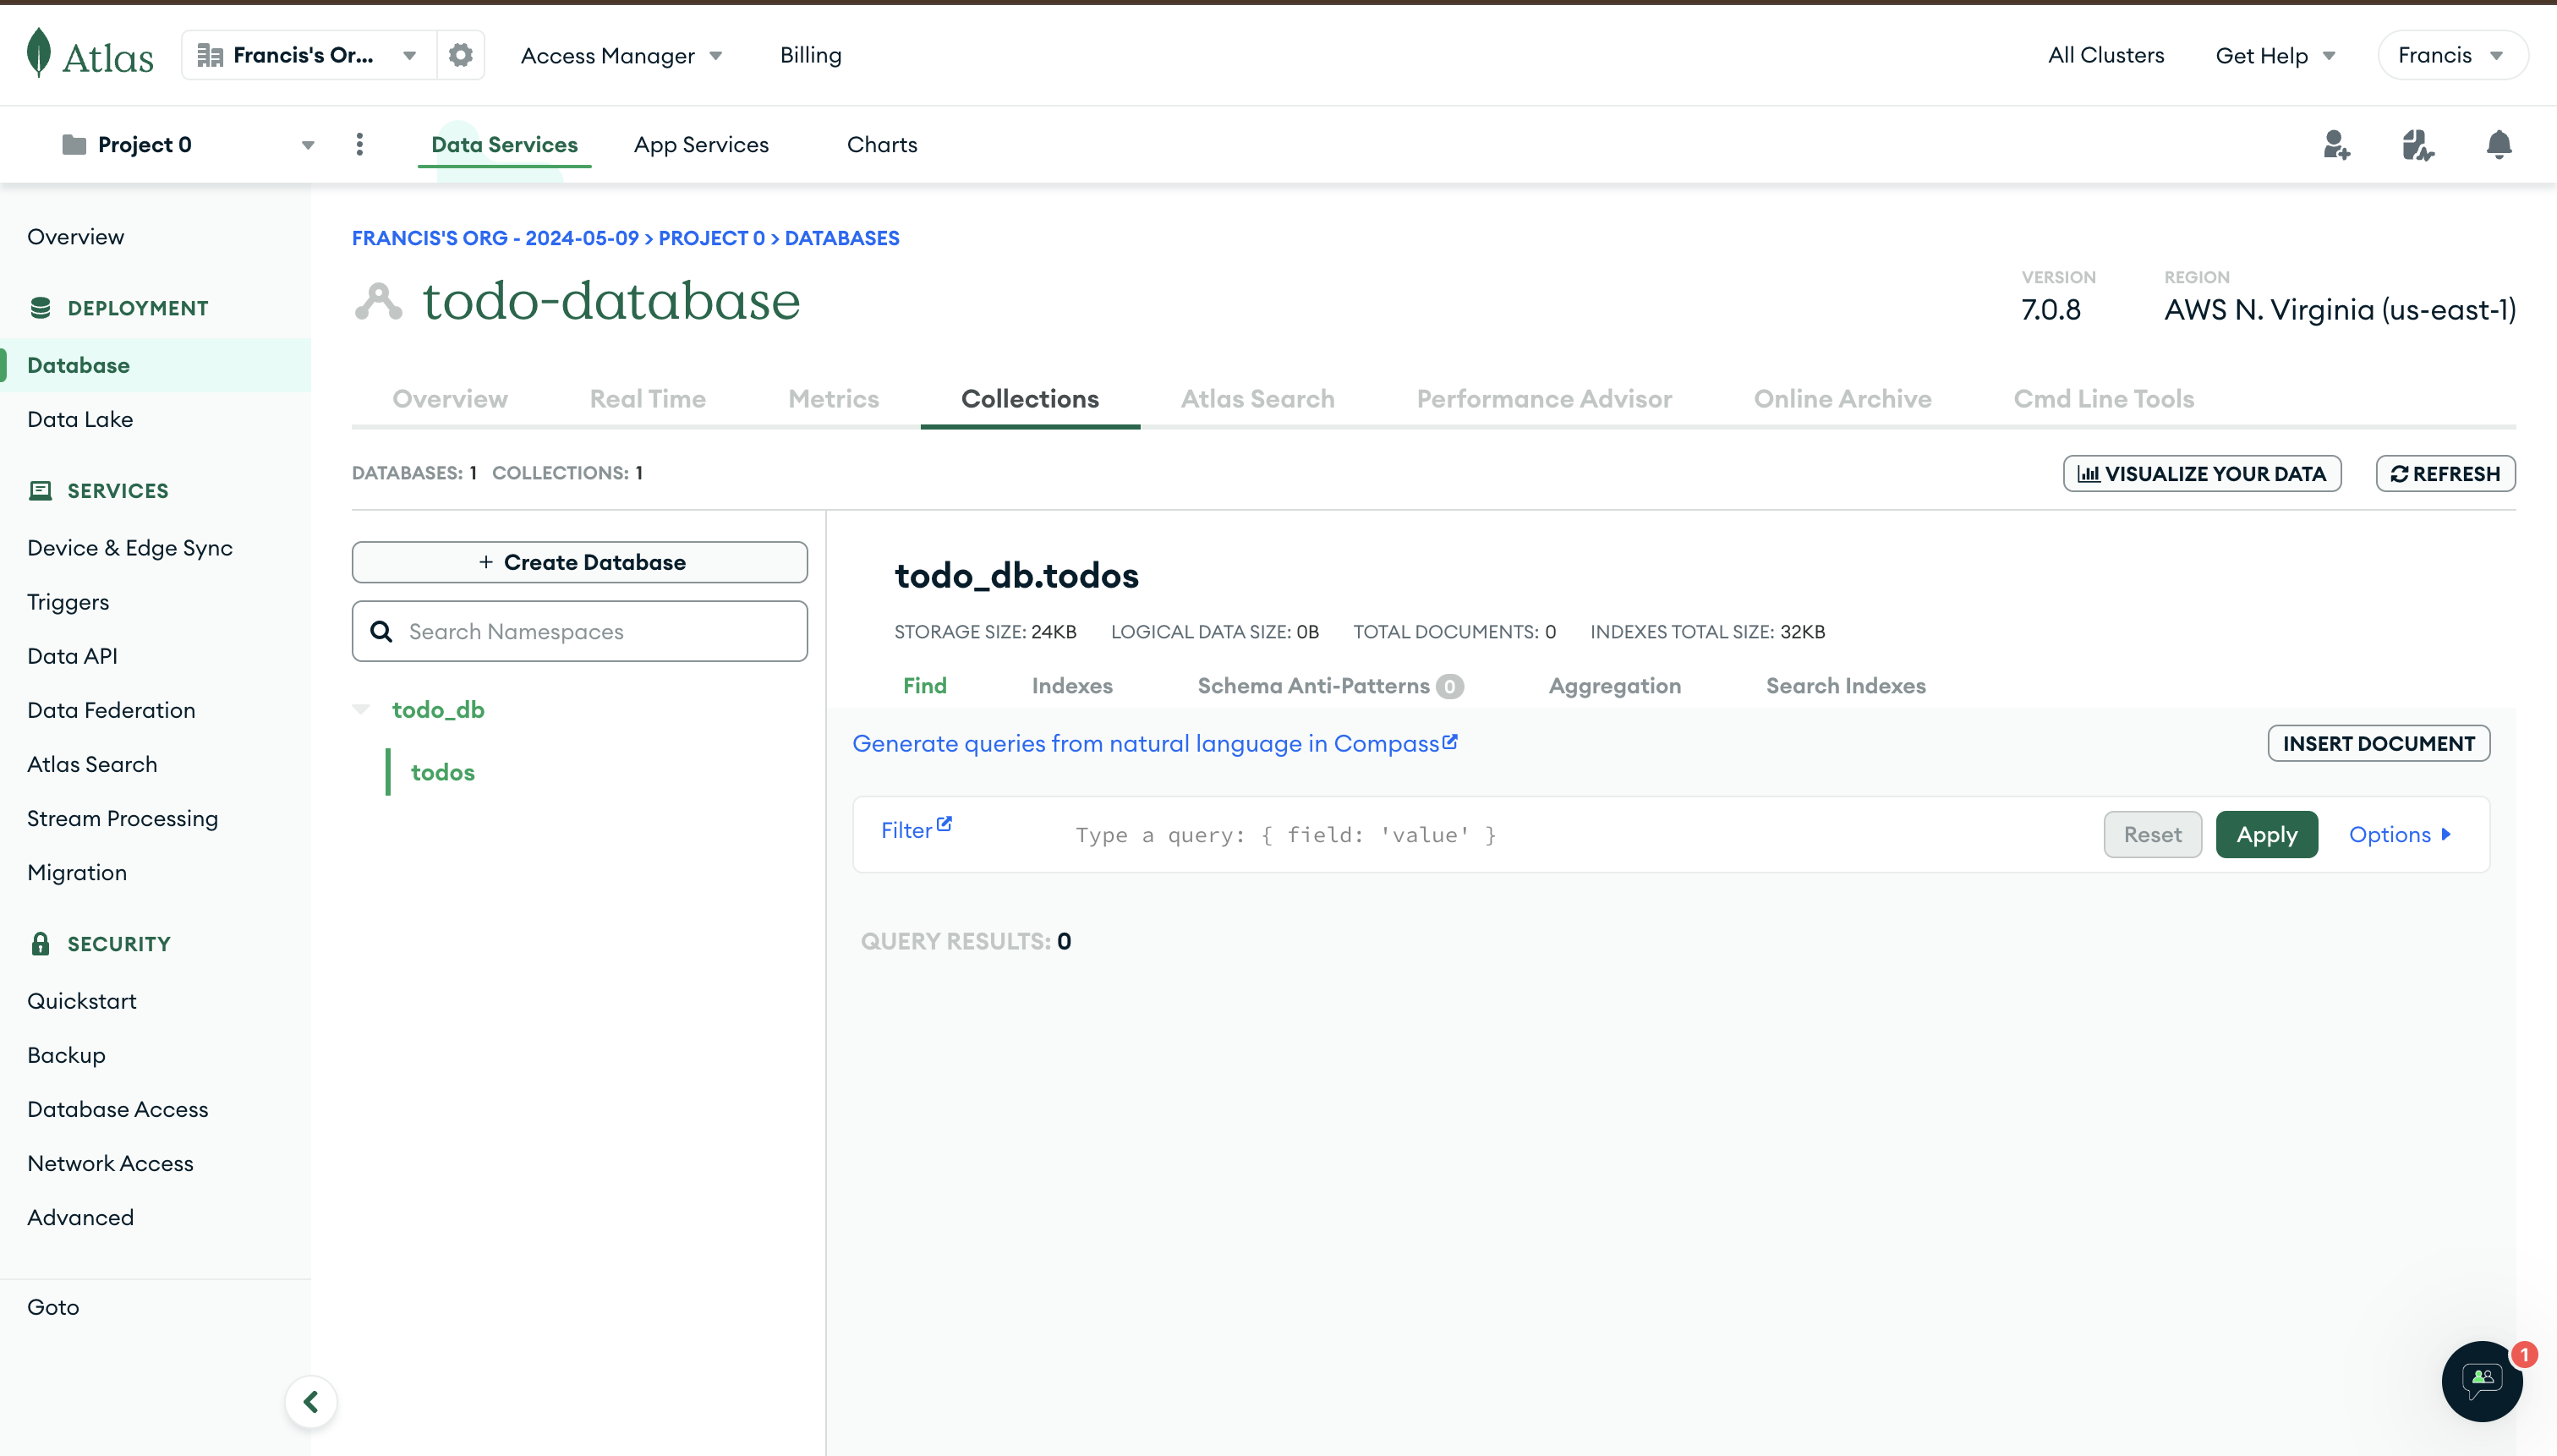 Atlas
Francis's Or...
Access Manager
Billing
All Clusters
Get Help
Francis
Project 0
Data Services
App Services
Charts
Overview
DEPLOYMENT
Database
Data Lake
SERVICES
Device & Edge Sync
Triggers
Data API
Data Federation
Atlas Search
Stream Processing
Migration
SECURITY
Quickstart
Backup
Database Access
Network Access
Advanced
Goto
FRANCIS'S ORG - 2024-05-09 > PROJECT 0 > DATABASES
todo-database
VERSION
7.0.8
REGION
AWS N. Virginia (us-east-1)
Overview
Real Time
Metrics
Collections
Atlas Search
Performance Advisor
Online Archive
Cmd Line Tools
DATABASES: 1 COLLECTIONS: 1
VISUALIZE YOUR DATA
REFRESH
+ Create Database
Search Namespaces
todo_db
todos
todo_db.todos
STORAGE SIZE: 24KB LOGICAL DATA SIZE: 0B TOTAL DOCUMENTS: 0 INDEXES TOTAL SIZE: 32KB
Find
Indexes
Schema Anti-Patterns 0
Aggregation
Search Indexes
Generate queries from natural language in Compass
INSERT DOCUMENT
Filter
Type a query: { field: 'value' }
Reset
Apply
Options
QUERY RESULTS: 0
1